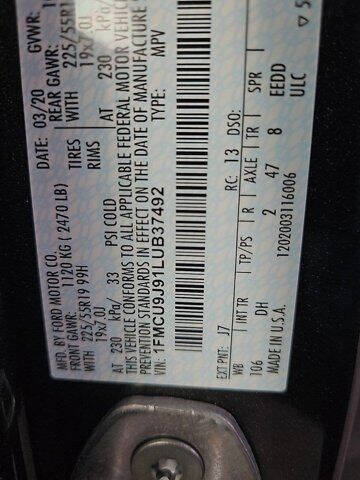 MFD. BY FORD MOTOR CO.
DATE: 03/20 GVWR:
FRONT GAWR: 1120 KG ( 2470 LB) REAR GAWR:
225/55R19 99H TIRES WITH 225/55R1
19x7.0J RIMS 19x7.0J
AT 230 kPa/ 33 PSI COLD AT 230 kPa/
THIS VEHICLE CONFORMS TO ALL APPLICABLE FEDERAL MOTOR VEHICLE
STANDARDS IN EFFECT ON THE DATE OF MANUFACTURE
VIN: 1FMCU9J91LUB37492
TYPE: MPV
EXT PNT: J7 RC: 13 DSO:
WB INT TR TP/PS R AXLE TR SPR
106 DH 2 47 8 EEDD
MADE IN U.S.A. 12092003116006 ULC